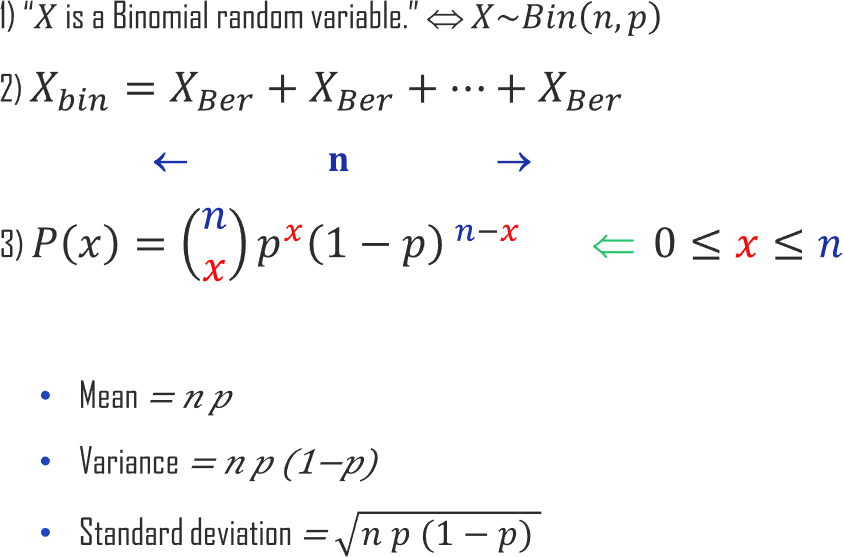 1) “X is a Binomial random variable.” ⇔ X~Bin(n, p)
2) X_bin = X_Ber + X_Ber + ⋯ + X_Ber
← n →
3) P(x) = (n x) p^x (1 − p)^{n−x} ⇐ 0 ≤ x ≤ n
• Mean = n p
• Variance = n p (1−p)
• Standard deviation = √(n p (1 − p))